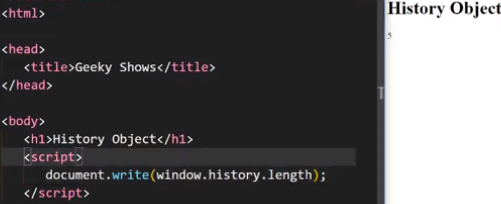 <html>
<head>
<title>Geeky Shows</title>
</head>
<body>
<h1>History Object</h1>
<script>
document.write(window.history.length);
</script>
History Object
5